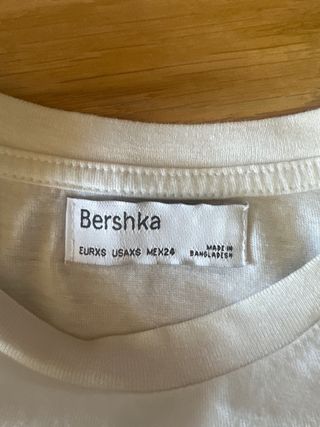 Bershka
EURXS USAXS MEX24 MADE IN
BANGLADESH